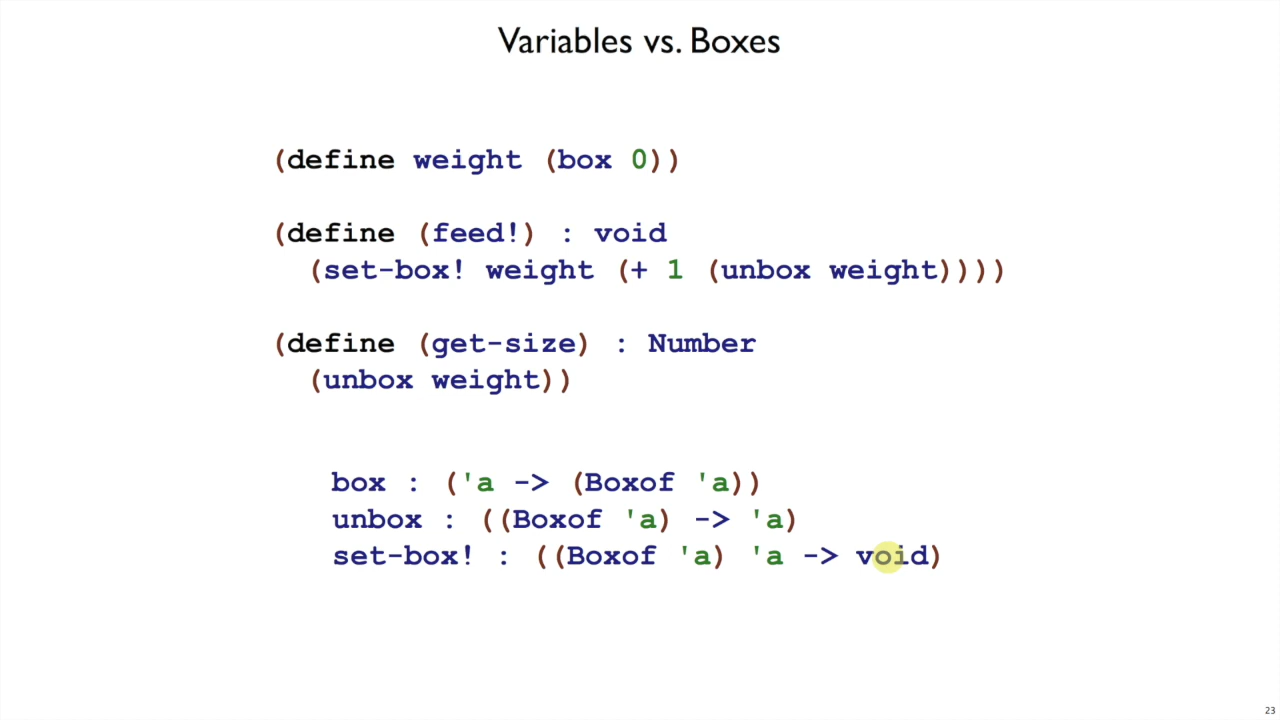 Variables vs. Boxes
(define weight (box 0))
(define (feed!) : void
(set-box! weight (+ 1 (unbox weight))))
(define (get-size) : Number
(unbox weight))
box : ('a -> (Boxof 'a))
unbox : ((Boxof 'a) -> 'a)
set-box! : ((Boxof 'a) 'a -> void)
23